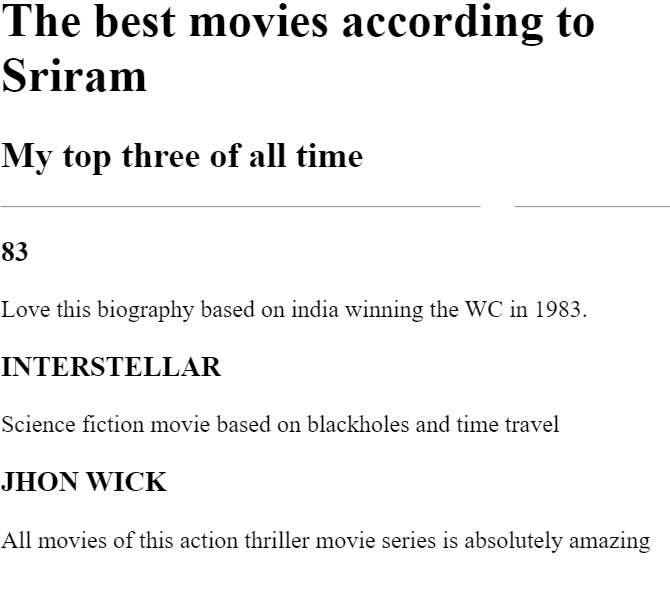 The best movies according to
Sriram
My top three of all time
83
Love this biography based on india winning the WC in 1983.
INTERSTELLAR
Science fiction movie based on blackholes and time travel
JHON WICK
All movies of this action thriller movie series is absolutely amazing